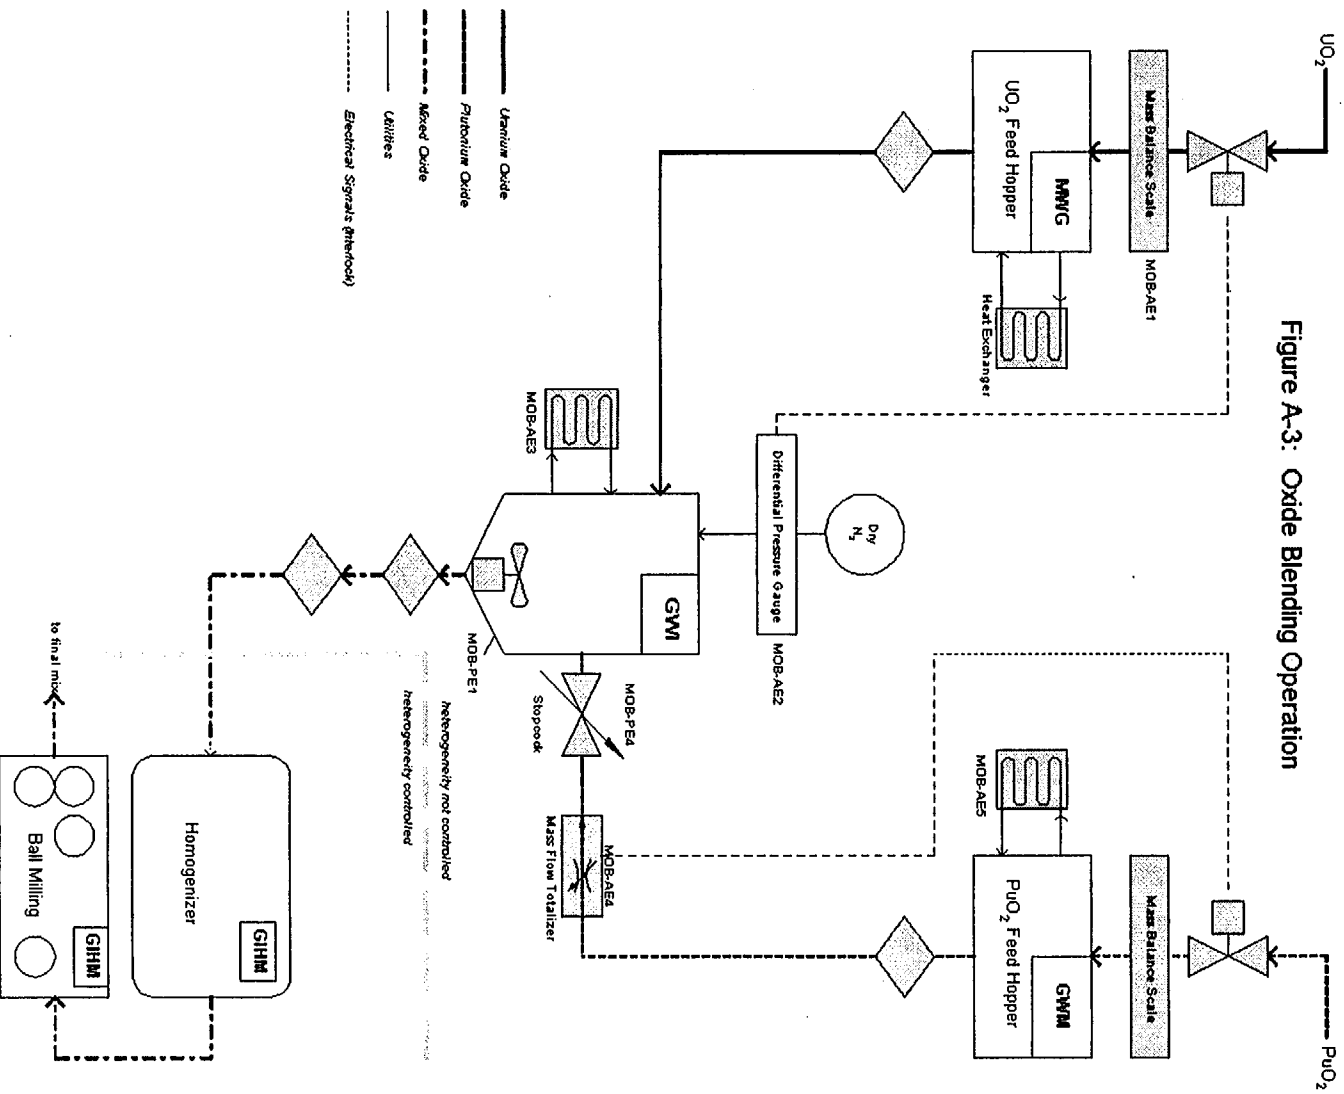 Figure A-3: Oxide Blending Operation
UO2
PuO2
Mass Balance Scale
MOB-AE1
Mass Balance Scale
UO2 Feed Hopper
MWG
Heat Exchanger
MOB-AE5
PuO2 Feed Hopper
GWM
Dry
N2
Differential Pressure Gauge
MOB-AE2
GWI
MOB-AE3
MOB-PE1
MOB-PE4
Stopcock
MOB-AE4
Mass Flow Totalizer
Uranium Oxide
Plutonium Oxide
Mixed Oxide
Utilities
Electrical Signals (Interlock)
heterogeneity not controlled
heterogeneity controlled
Homogenizer
GIHM
Ball Milling
GIHM
to final mix